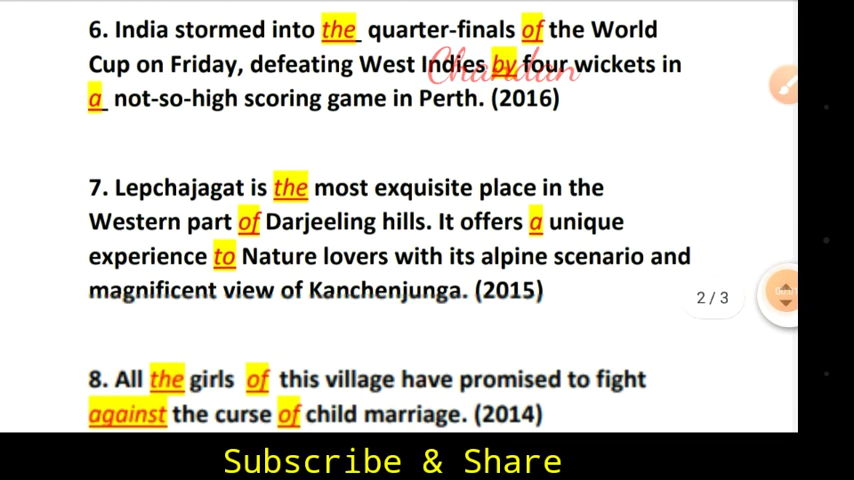 6. India stormed into the quarter-finals of the World
Cup on Friday, defeating West Indies by four wickets in
a not-so-high scoring game in Perth. (2016)
Chandan
7. Lepchajagat is the most exquisite place in the
Western part of Darjeeling hills. It offers a unique
experience to Nature lovers with its alpine scenario and
magnificent view of Kanchenjunga. (2015)
2 / 3
8. All the girls of this village have promised to fight
against the curse of child marriage. (2014)
Subscribe & Share